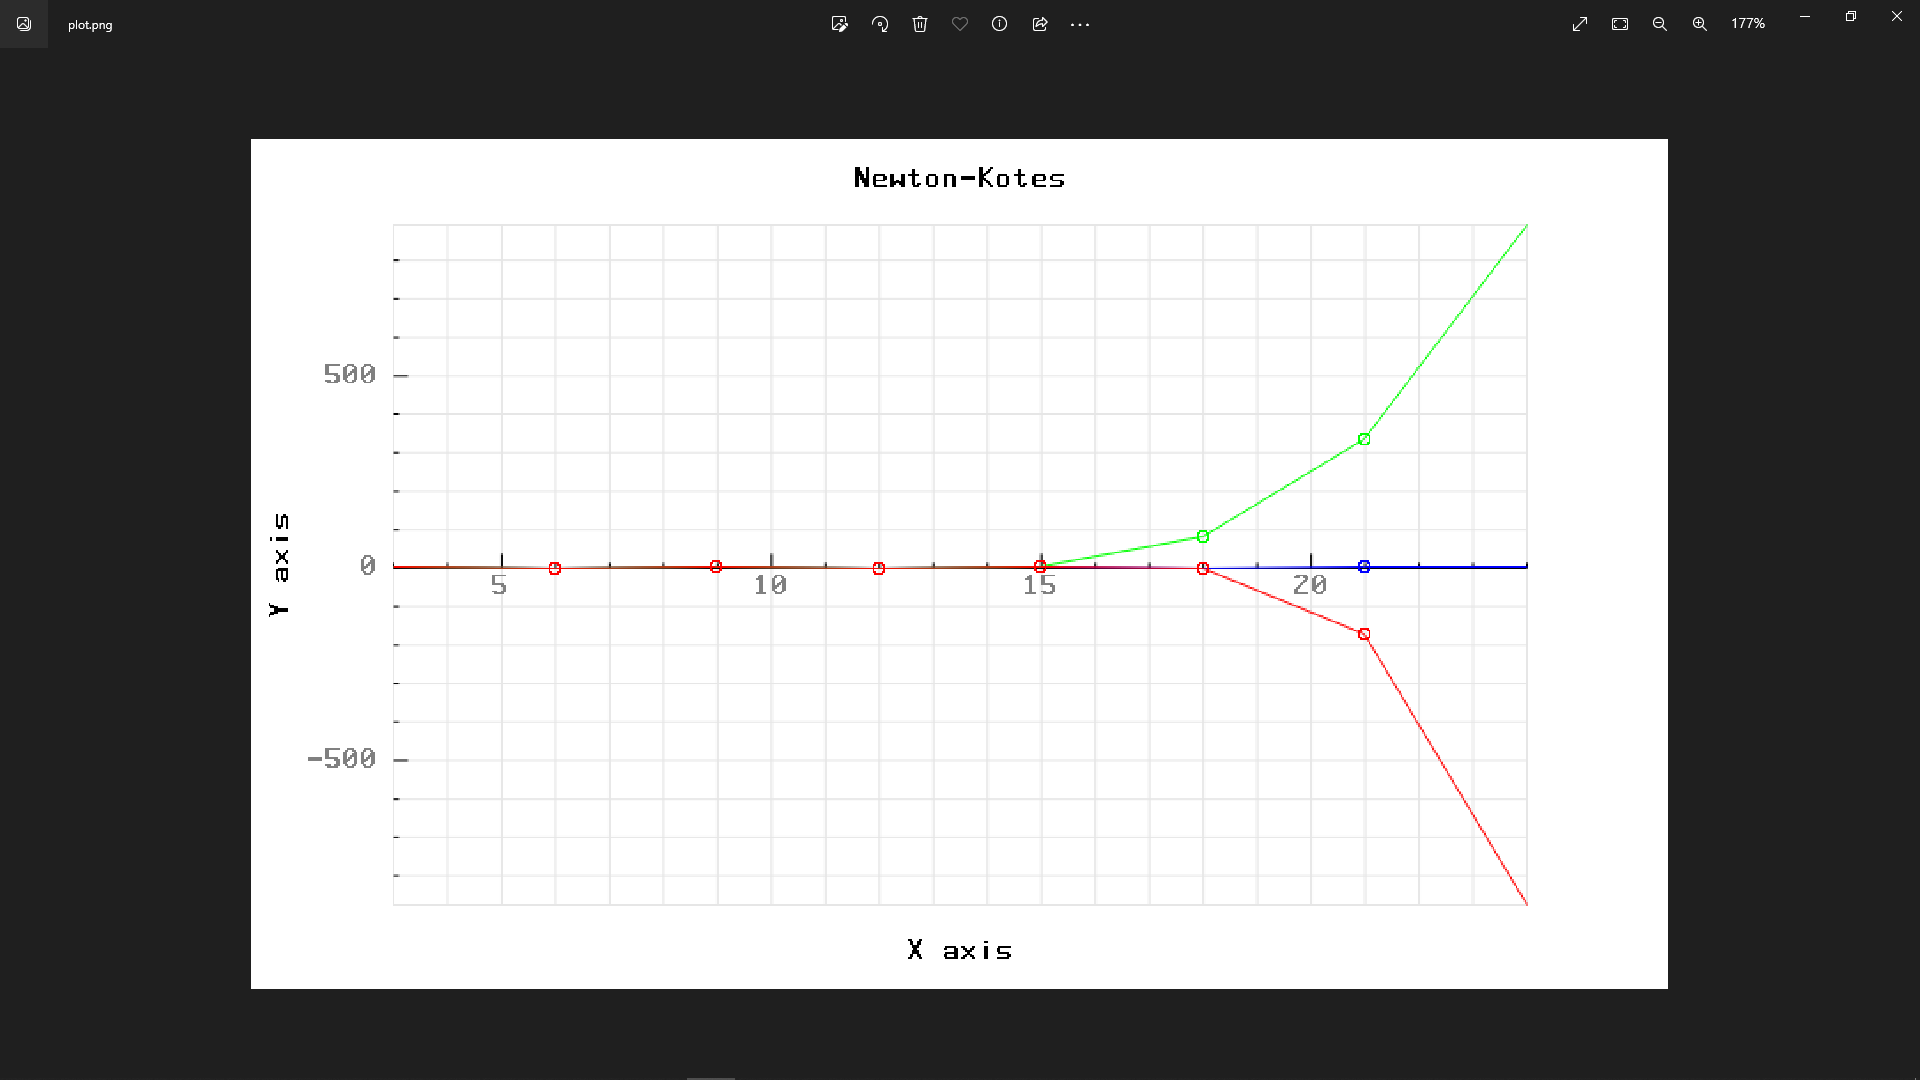 plot.png
177%
Newton-Kotes
500
0
-500
5 10 15 20
Y axis
X axis